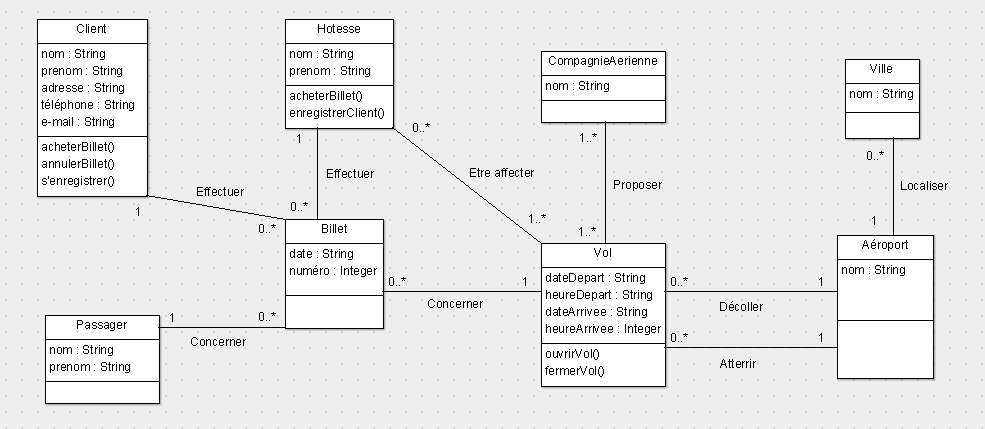 Client
nom : String
prenom : String
adresse : String
téléphone : String
e-mail : String
acheterBillet()
annulerBillet()
s'enregistrer()
Hotesse
nom : String
prenom : String
acheterBillet()
enregistrerClient()
CompagnieAerienne
nom : String
Ville
nom : String
1
0..*
1..*
0..*
Effectuer
Effectuer
Etre affecter
Proposer
Localiser
1
0..*
0..*
1..*
1..*
1
Billet
date : String
numéro : Integer
Vol
dateDepart : String
heureDepart : String
dateArrivee : String
heureArrivee : Integer
ouvrirVol()
fermerVol()
Aéroport
nom : String
0..*
1
Concerner
0..*
1
Décoller
0..*
1
Atterrir
Passager
nom : String
prenom : String
1
0..*
Concerner